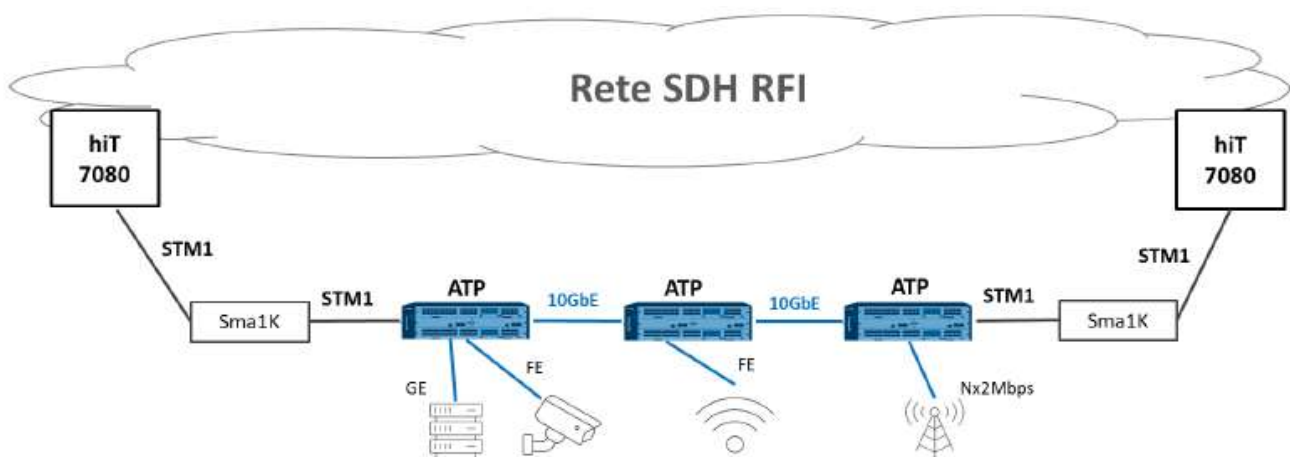 Rete SDH RFI
hiT
7080
hiT
7080
STM1
STM1
STM1
ATP
10GbE
ATP
10GbE
ATP
STM1
Sma1K
Sma1K
GE
FE
FE
Nx2Mbps